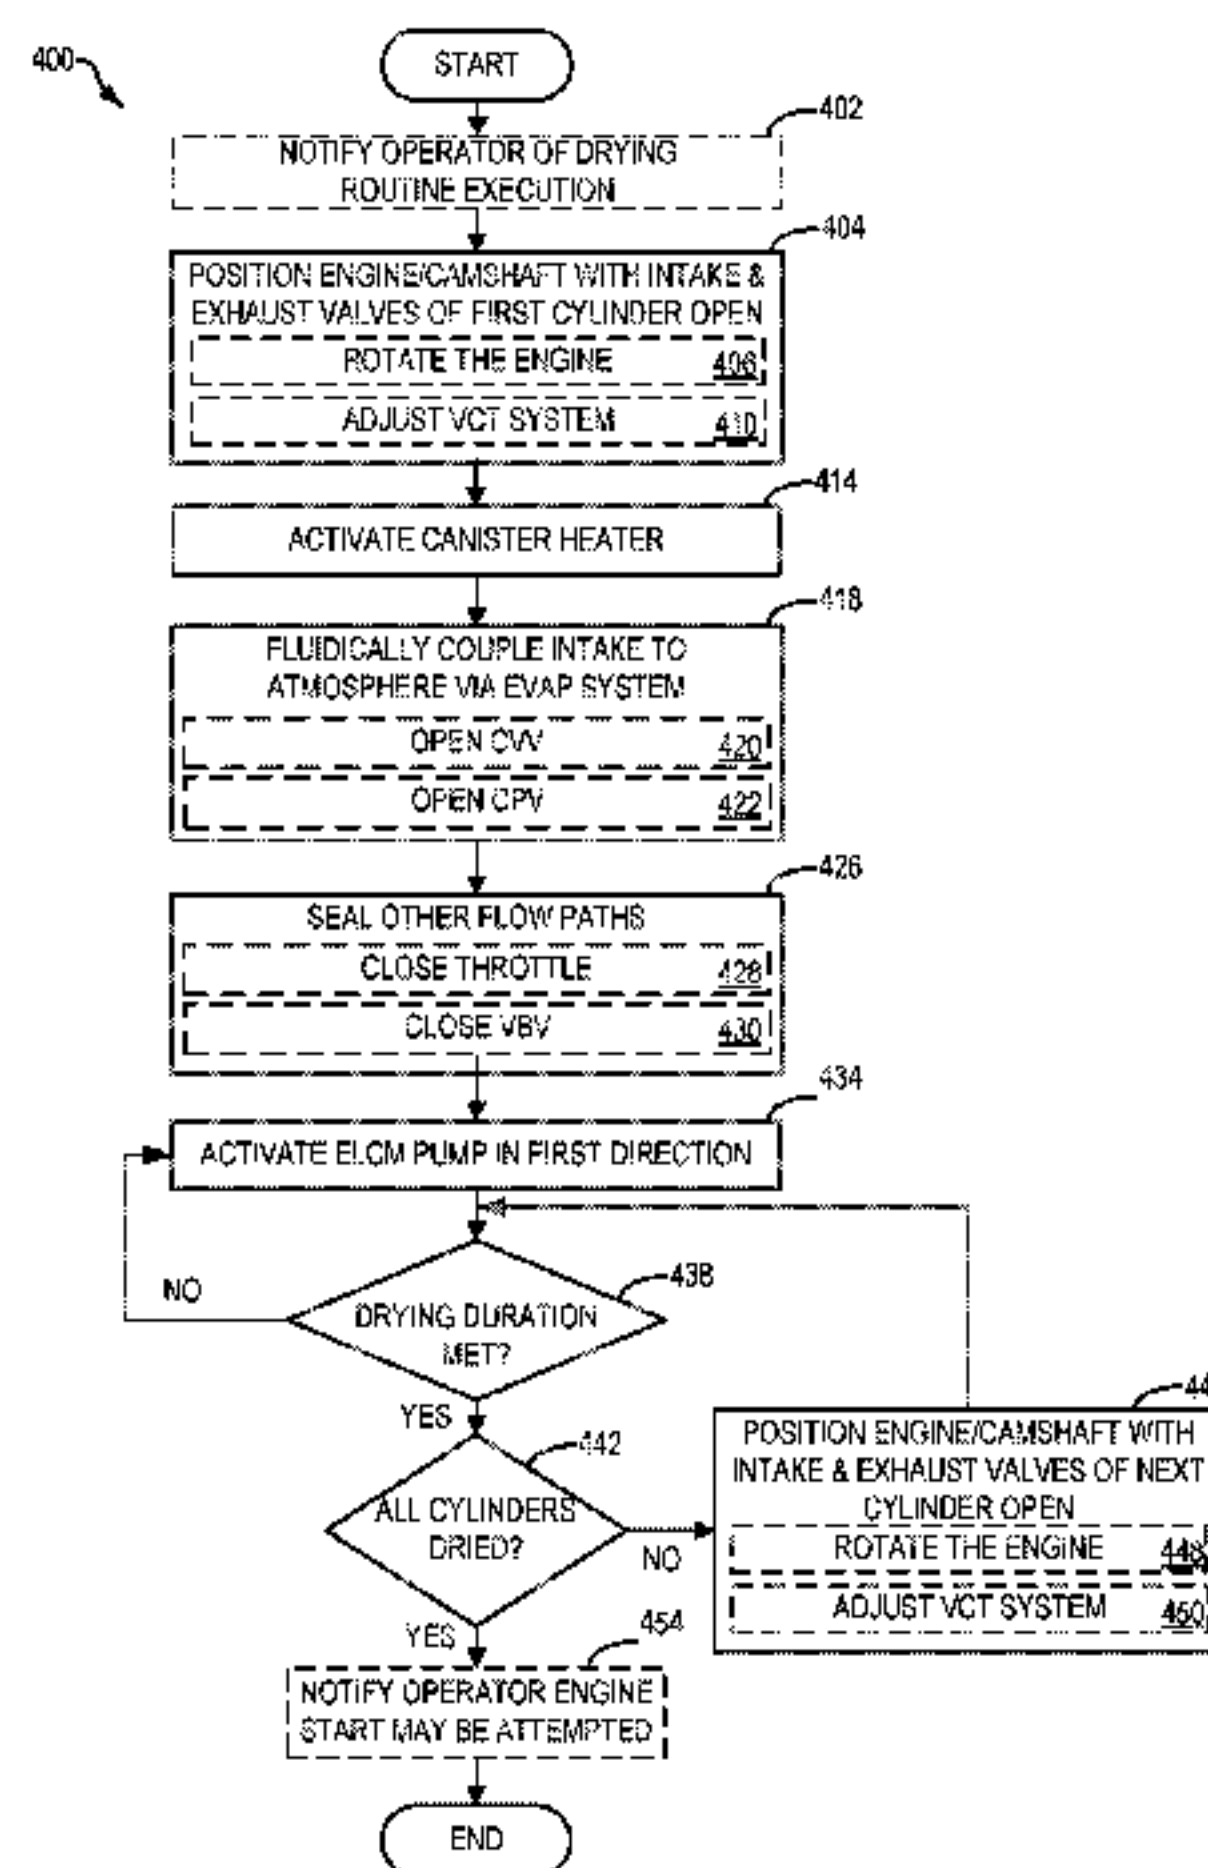 400
START
402
NOTIFY OPERATOR OF DRYING
ROUTINE EXECUTION
404
POSITION ENGINE/CAMSHAFT WITH INTAKE &
EXHAUST VALVES OF FIRST CYLINDER OPEN
ROTATE THE ENGINE 406
ADJUST VCT SYSTEM 410
414
ACTIVATE CANISTER HEATER
418
FLUIDICALLY COUPLE INTAKE TO
ATMOSPHERE VIA EVAP SYSTEM
OPEN CVV 420
OPEN CPV 422
426
SEAL OTHER FLOW PATHS
CLOSE THROTTLE 428
CLOSE VBV 430
434
ACTIVATE ELCM PUMP IN FIRST DIRECTION
438
NO
DRYING DURATION
MET?
YES
442
ALL CYLINDERS
DRIED?
NO
POSITION ENGINE/CAMSHAFT WITH
INTAKE & EXHAUST VALVES OF NEXT
CYLINDER OPEN
ROTATE THE ENGINE 448
ADJUST VCT SYSTEM 450
YES
454
NOTIFY OPERATOR ENGINE
START MAY BE ATTEMPTED
END